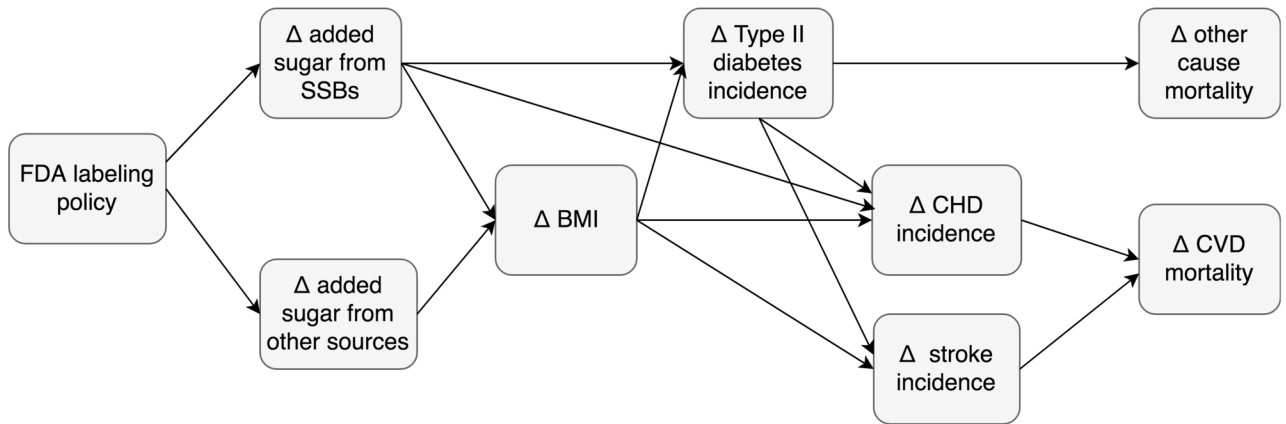 FDA labeling
policy
Δ added
sugar from
SSBs
Δ added
sugar from
other sources
Δ BMI
Δ Type II
diabetes
incidence
Δ CHD
incidence
Δ stroke
incidence
Δ other
cause
mortality
Δ CVD
mortality